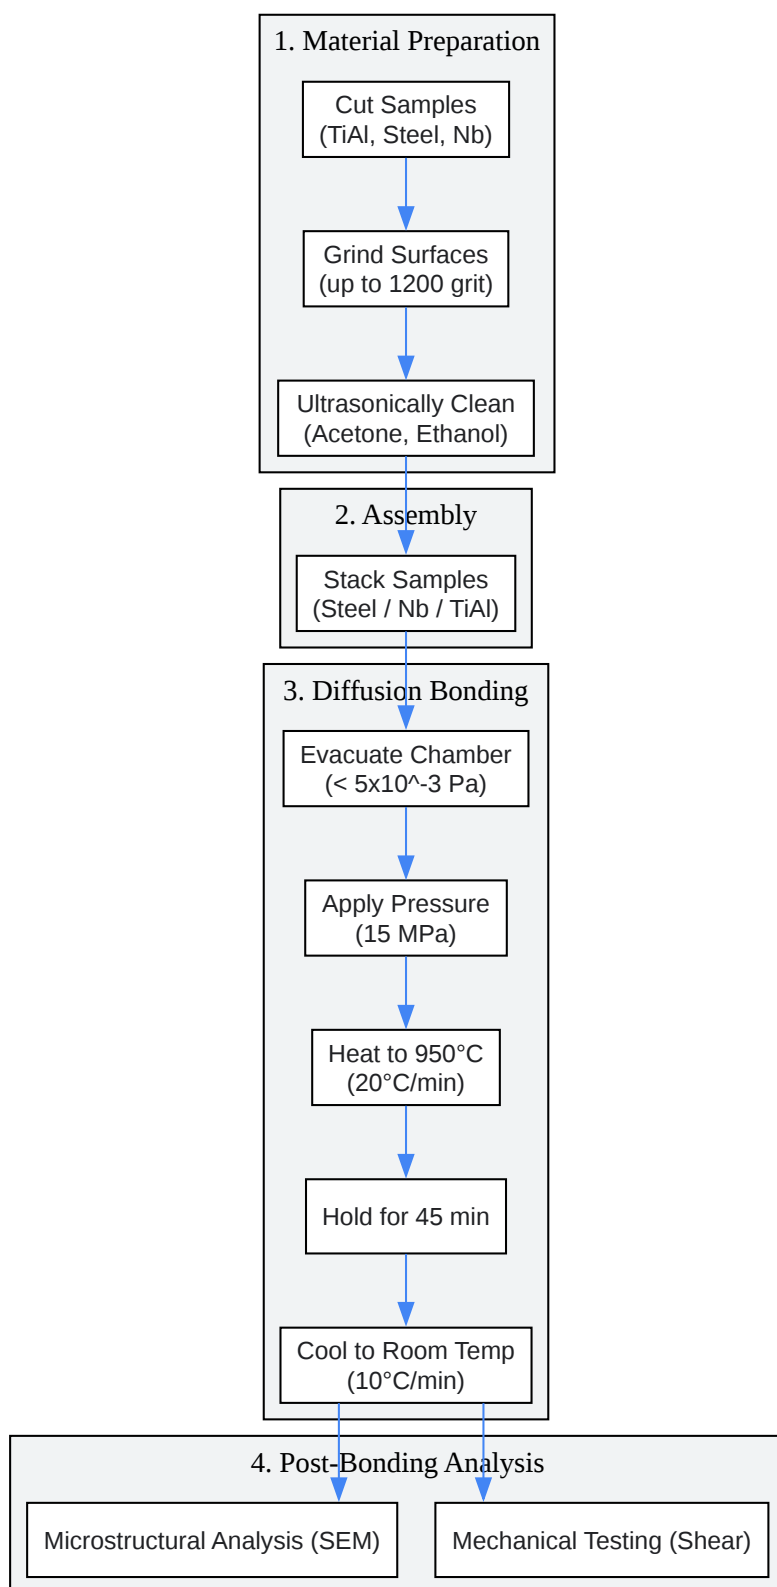 1. Material Preparation
Cut Samples
(TiAl, Steel, Nb)
Grind Surfaces
(up to 1200 grit)
Ultrasonically Clean
(Acetone, Ethanol)
2. Assembly
Stack Samples
(Steel / Nb / TiAl)
3. Diffusion Bonding
Evacuate Chamber
(< 5x10^-3 Pa)
Apply Pressure
(15 MPa)
Heat to 950°C
(20°C/min)
Hold for 45 min
Cool to Room Temp
(10°C/min)
4. Post-Bonding Analysis
Microstructural Analysis (SEM)
Mechanical Testing (Shear)